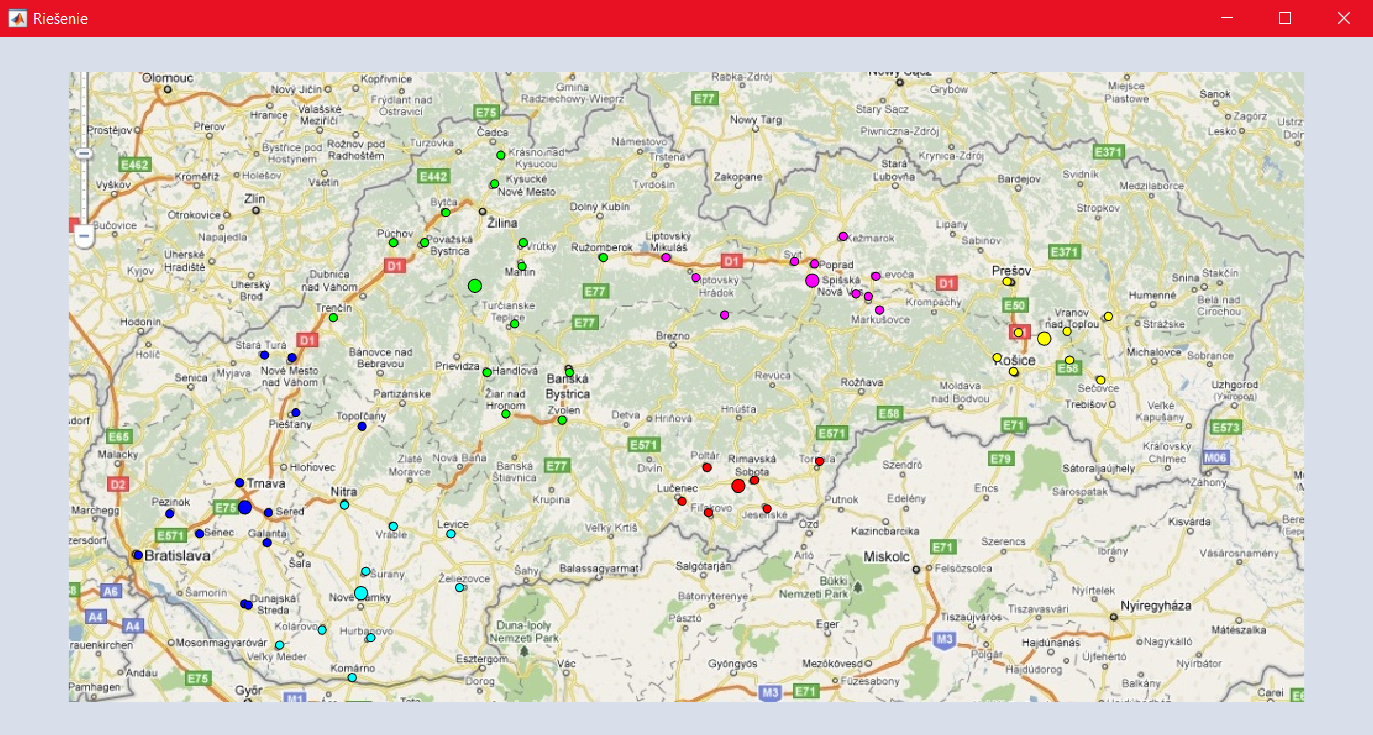 Riešenie
Olomouc
Nový Jičín
Kopřivnice
Frýdlant nad
Ostravicí
E75
Gmina
Radziechowy-Wieprz
Rabka-Zdrój
E77
Nowy Sącz
Grybów
Miejsce
Piastowe
Sanok
Zagórz
Lesko
Hranice
Valašské
Meziříčí
Prostějov
Přerov
Stary Sącz
Nowy Targ
Piwniczna-Zdrój
E462
Bystřice pod
Hostýnem
Rožnov pod
Radhoštěm
Turzovka
Čadca
Krásno nad
Kysucou
Námestovo
Trstená
Zakopane
Stará
Ľubovňa
Krynica-Zdrój
E371
Vyškov
Kroměříž
Holešov
Vsetín
E442
Kysucké
Nové Mesto
Tvrdošín
Bardejov
Svidník
Medzilaborce
Zlín
Otrokovice
Bytča
Žilina
Dolný Kubín
Stropkov
Bučovice
Napajedla
Púchov
Považská
Bystrica
Vrútky
Ružomberok
Liptovský
Mikuláš
Kežmarok
Lipany
Sabinov
E371
Kyjov
Uherské
Hradiště
D1
Martin
D1
Svit
Poprad
Levoča
Prešov
Snina
Stakčín
Uherský
Brod
Dubnica
nad Váhom
E77
Liptovský
Hrádok
Spišská
Nová Ves
D1
Humenné
Belá nad
Cirochou
Trenčín
Turčianske
Teplice
E77
Markušovce
Krompachy
E50
Vranov
nad Topľou
Strážske
Hodonín
Holíč
Stará Turá
D1
Brezno
D1
Myjava
Nové Mesto
nad Váhom
Bánovce nad
Bebravou
Prievidza
Handlová
Banská
Bystrica
Košice
E58
Michalovce
Sobrance
Senica
Revúca
Rožňava
Moldava
nad Bodvou
Sečovce
Uzhgorod
(Ужгород)
Partizánske
Žiar nad
Hronom
Zvolen
Detva
Hriňová
Hnúšťa
Trebišov
Veľké
Kapušany
Piešťany
Topoľčany
E58
E71
E573
E65
Malacky
E571
E571
Kráľovský
Chlmec
Záhony
D2
Hlohovec
Zlaté
Moravce
Nová Baňa
Banská
Štiavnica
E77
Divín
Poltár
Rimavská
Sobota
Tornaľa
Szendrő
E79
Sátoraljaújhely
M06
Trnava
Nitra
Krupina
Lučenec
Putnok
Edelény
Encs
Sárospatak
Marchegg
Pezinok
E75
Sereď
Fiľakovo
Jesenské
E571
Senec
Galanta
Vráble
Levice
Veľký Krtíš
Ózd
Kazincbarcika
Kisvárda
Bratislava
Šaľa
Šurany
Šahy
Balassagyarmat
Salgótarján
Arló
Miskolc
E71
Szerencs
Ibrány
Vásárosnamény
Felsőzsolca
A6
Šamorín
Dunajská
Streda
Nové Zámky
Želiezovce
Bátonyterenye
Bükki
Nemzeti Park
Nyírtelek
A4
A4
Kolárovo
Hurbanovo
Duna-Ipoly
Nemzeti Park
Pásztó
Eger
Tiszavasvári
Nyíregyháza
Mátészalka
Mosonmagyaróvár
Veľký Meder
M3
Hajdúnánás
Nagykálló
Andau
Komárno
Esztergom
Dorog
Vác
Gyöngyös
Mezőkövesd
Polgár
Újfehértó
Nyírbátor
Pamhagen
E75
Győr
M1
Füzesabony
M3
E71
Hajdúdorog
Balkány